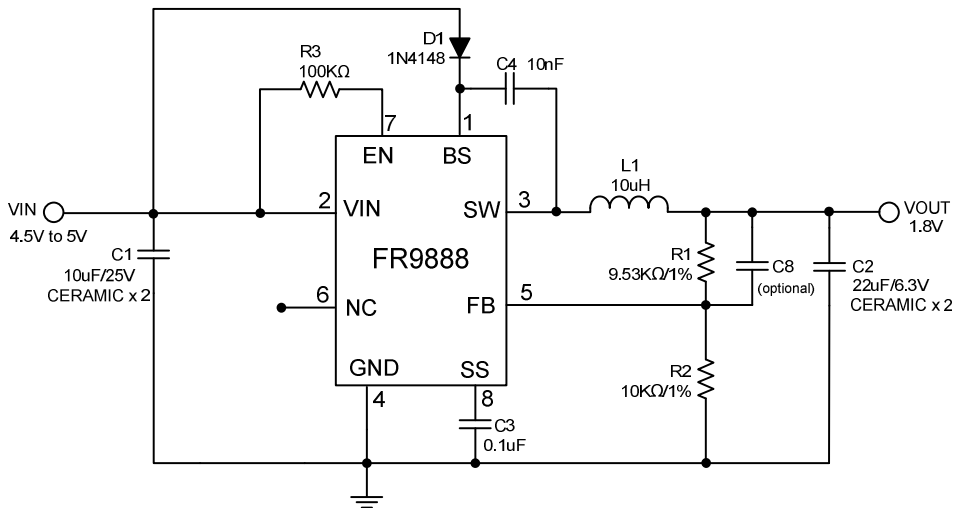 D1
1N4148
R3
100KΩ
C4
10nF
7
1
EN
BS
L1
10uH
VIN
4.5V to 5V
2
VIN
SW
3
VOUT
1.8V
FR9888
C1
10uF/25V
CERAMIC x 2
R1
9.53KΩ/1%
C8
(optional)
C2
22uF/6.3V
CERAMIC x 2
6
NC
FB
5
GND
SS
R2
10KΩ/1%
4
8
C3
0.1uF